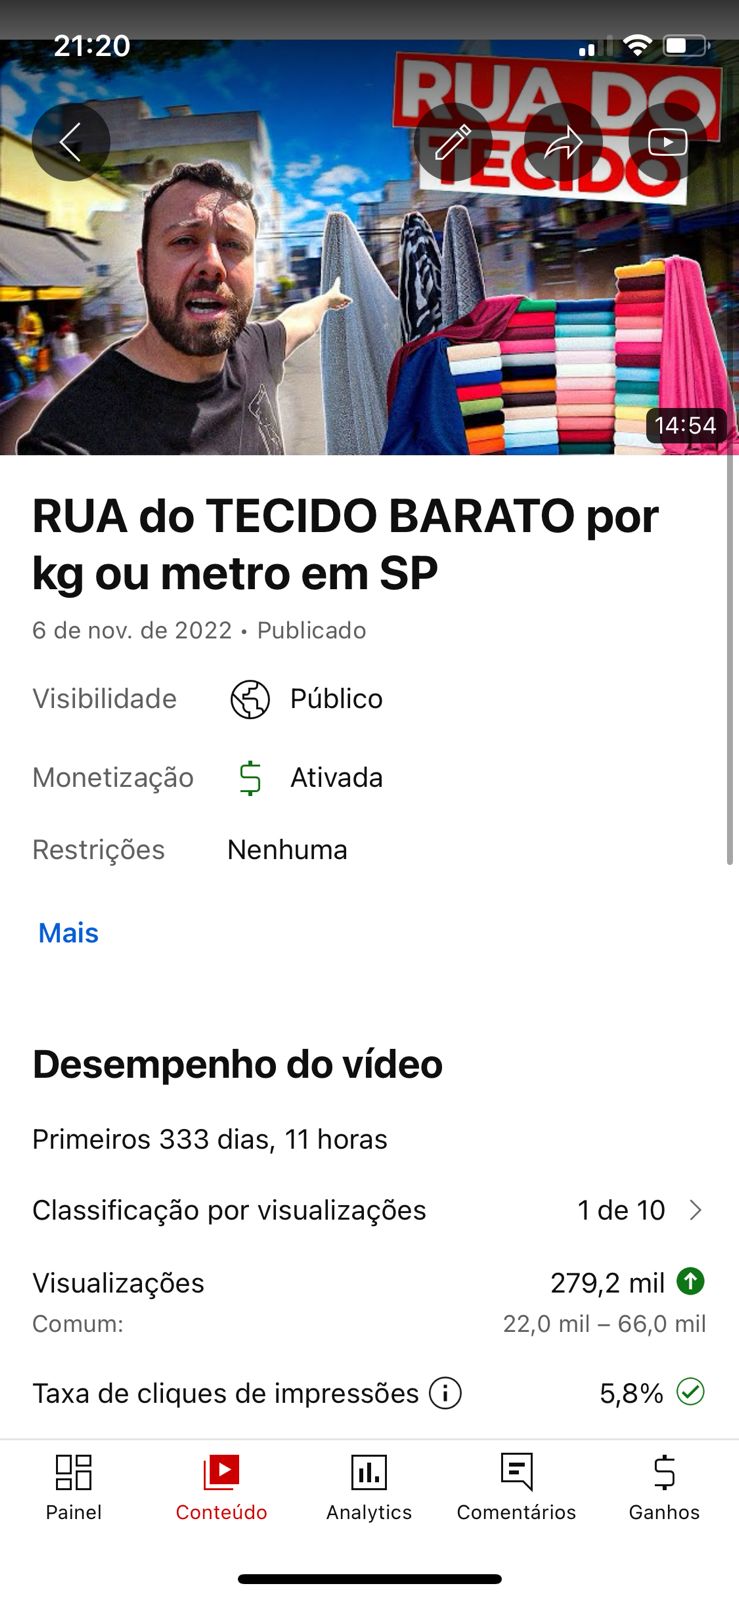 21:20
RUA DO
TECIDO
14:54
RUA do TECIDO BARATO por
kg ou metro em SP
6 de nov. de 2022 • Publicado
Visibilidade Público
Monetização Ativada
Restrições Nenhuma
Mais
Desempenho do vídeo
Primeiros 333 dias, 11 horas
Classificação por visualizações 1 de 10
Visualizações 279,2 mil
Comum: 22,0 mil – 66,0 mil
Taxa de cliques de impressões 5,8%
Painel Conteúdo Analytics Comentários Ganhos